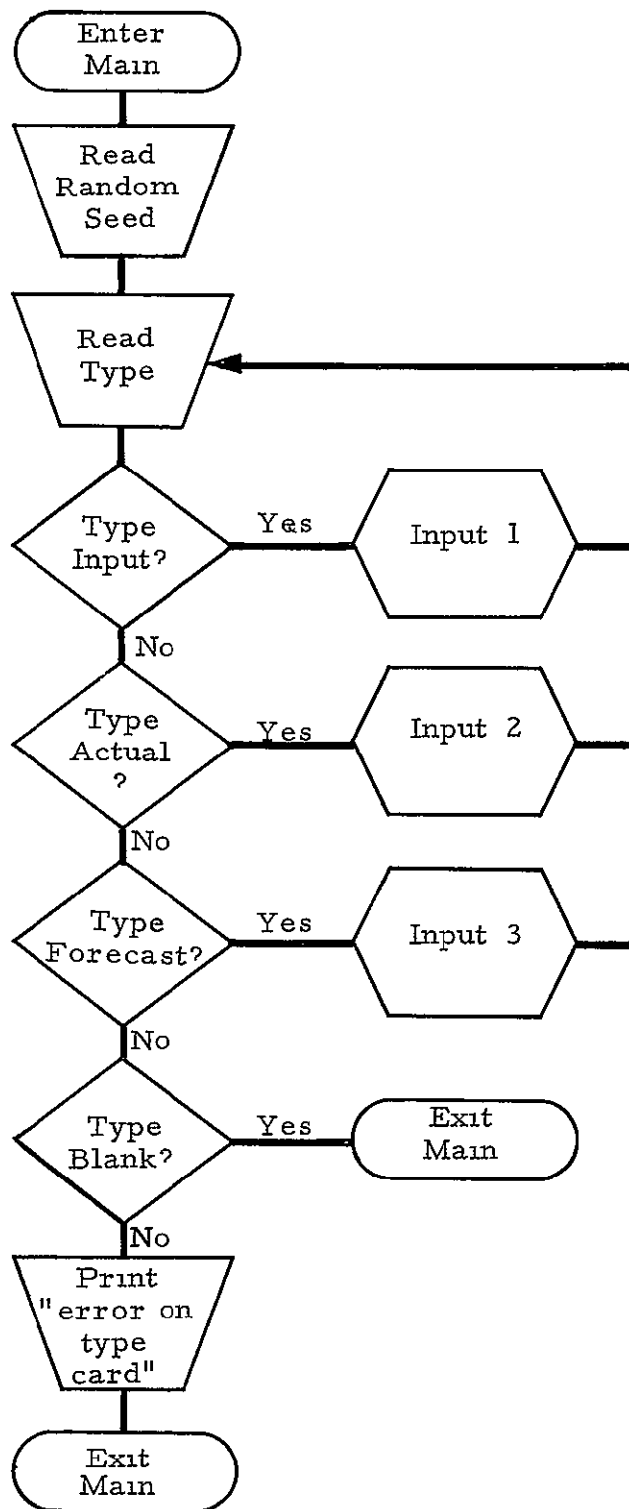 Enter
Main
Read
Random
Seed
Read
Type
Type
Input?
Yes
Input 1
No
Type
Actual
?
Yes
Input 2
No
Type
Forecast?
Yes
Input 3
No
Type
Blank?
Yes
Exit
Main
No
Print
"error on
type
card"
Exit
Main